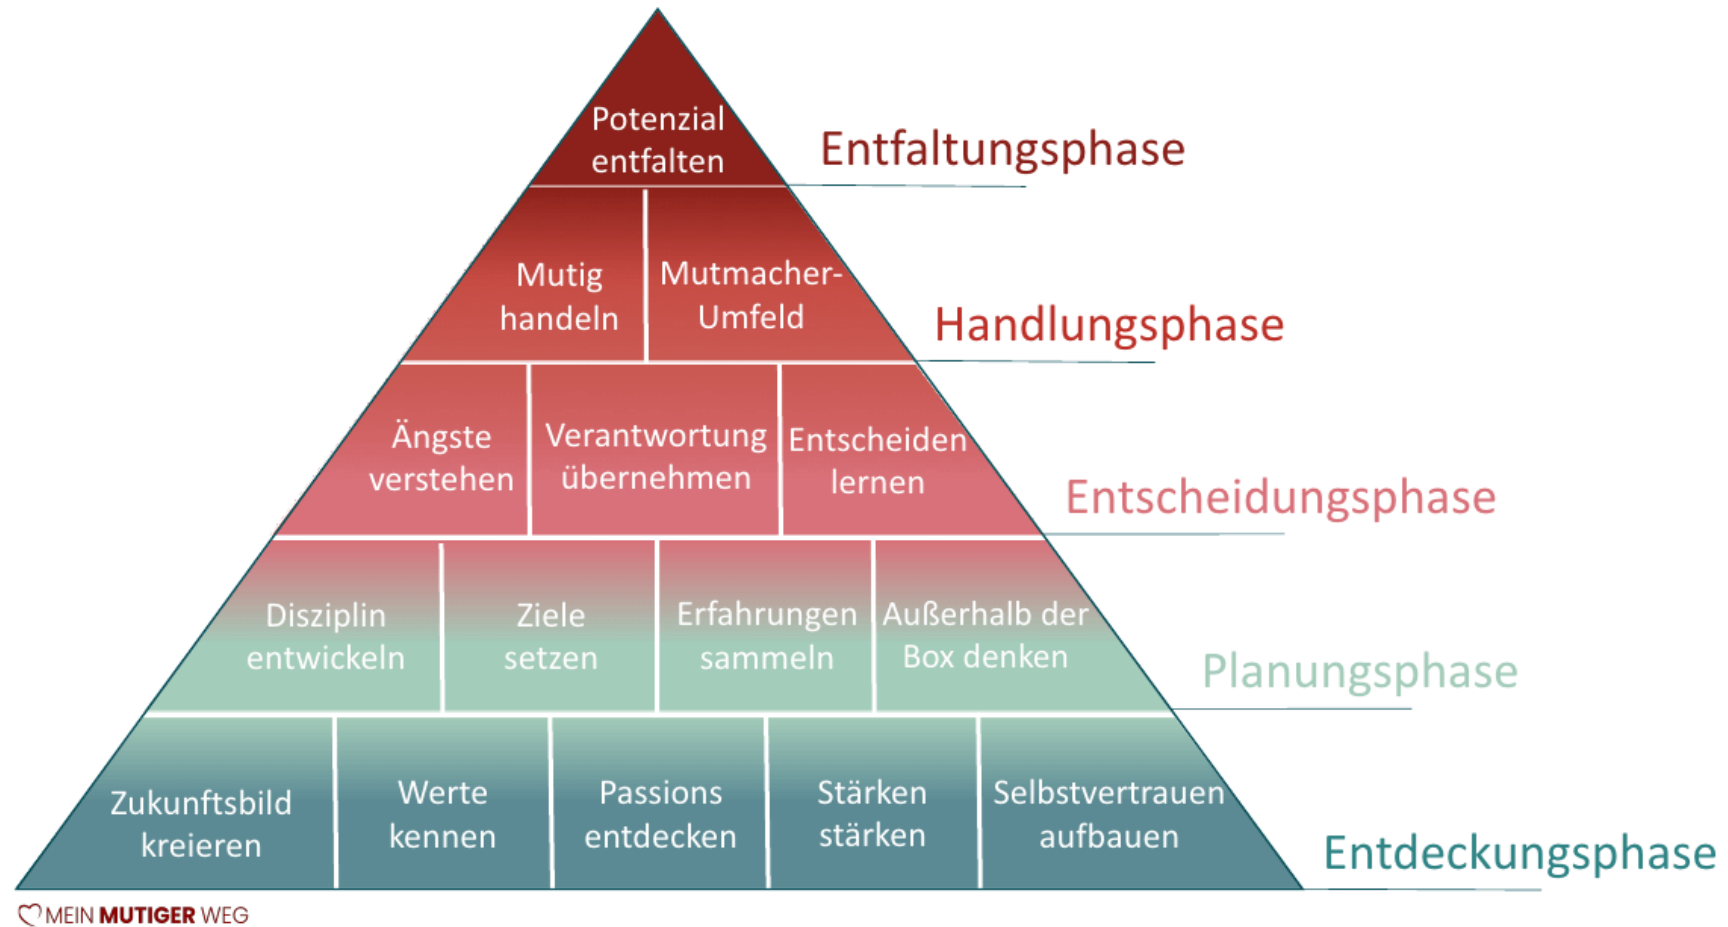 Potenzial
entfalten
Entfaltungsphase
Mutig
handeln
Mutmacher-
Umfeld
Handlungsphase
Ängste
verstehen
Verantwortung
übernehmen
Entscheiden
lernen
Entscheidungsphase
Disziplin
entwickeln
Ziele
setzen
Erfahrungen
sammeln
Außerhalb der
Box denken
Planungsphase
Zukunftsbild
kreieren
Werte
kennen
Passions
entdecken
Stärken
stärken
Selbstvertrauen
aufbauen
Entdeckungsphase
MEIN MUTIGER WEG